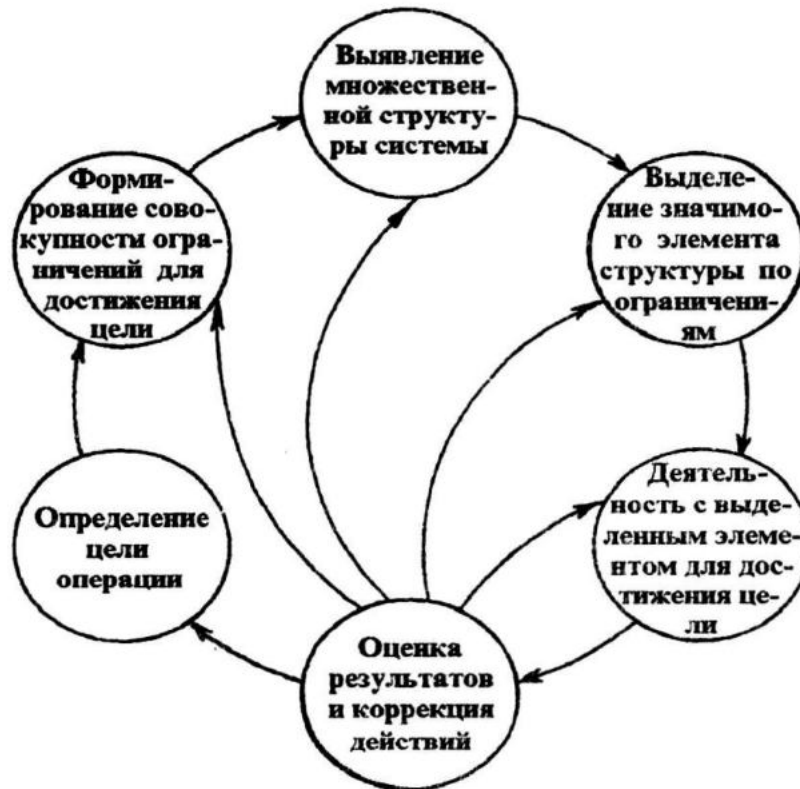 Выявление
множествен-
ной структу-
ры системы
Выделе-
ние значимо-
го элемента
структуры по
ограничени-
ям
Деятель-
ность с выде-
ленным элеме-
нтом для дос-
тижения це-
ли
Оценка
результатов
и коррекция
действий
Определение
цели
операции
Форми-
рование сово-
купности огра-
ничений для
достижения
цели